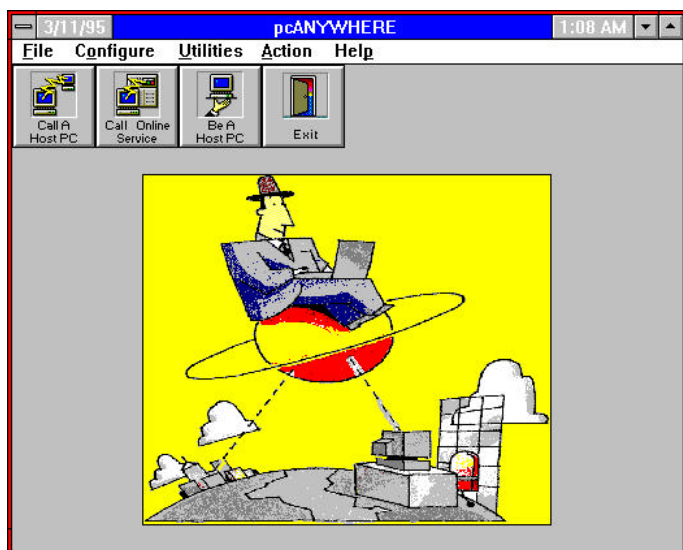 3/11/95 pcANYWHERE 1:08 AM
File Configure Utilities Action Help
Call A Host PC
Call Online Service
Be A Host PC
Exit